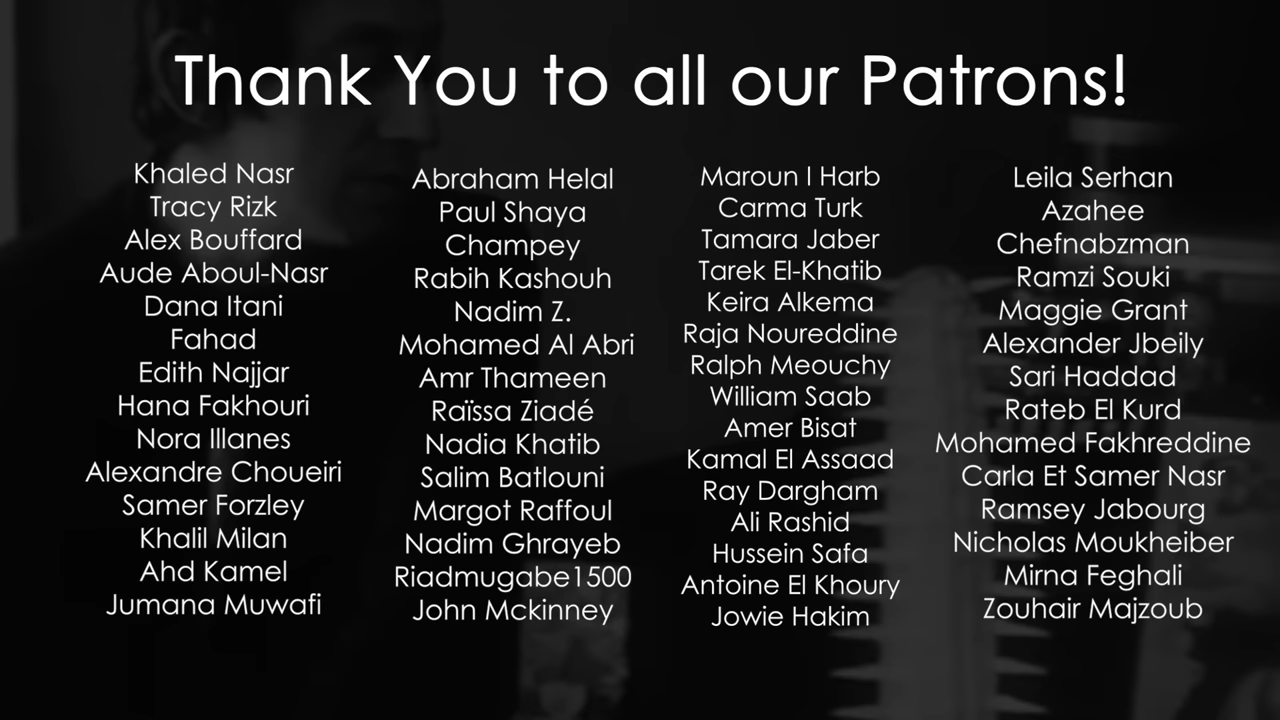 Thank You to all our Patrons!
Khaled Nasr
Tracy Rizk
Alex Bouffard
Aude Aboul-Nasr
Dana Itani
Fahad
Edith Najjar
Hana Fakhouri
Nora Illanes
Alexandre Choueiri
Samer Forzley
Khalil Milan
Ahd Kamel
Jumana Muwafi
Abraham Helal
Paul Shaya
Champey
Rabih Kashouh
Nadim Z.
Mohamed Al Abri
Amr Thameen
Raïssa Ziadé
Nadia Khatib
Salim Batlouni
Margot Raffoul
Nadim Ghrayeb
Riadmugabe1500
John Mckinney
Maroun I Harb
Carma Turk
Tamara Jaber
Tarek El-Khatib
Keira Alkema
Raja Noureddine
Ralph Meouchy
William Saab
Amer Bisat
Kamal El Assaad
Ray Dargham
Ali Rashid
Hussein Safa
Antoine El Khoury
Jowie Hakim
Leila Serhan
Azahee
Chefnabzman
Ramzi Souki
Maggie Grant
Alexander Jbeily
Sari Haddad
Rateb El Kurd
Mohamed Fakhreddine
Carla Et Samer Nasr
Ramsey Jabourg
Nicholas Moukheiber
Mirna Feghali
Zouhair Majzoub